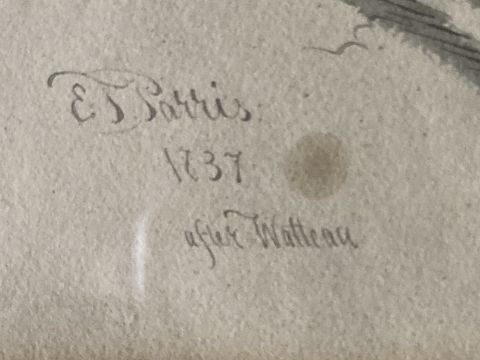 E T Parris
1837
after Watteau